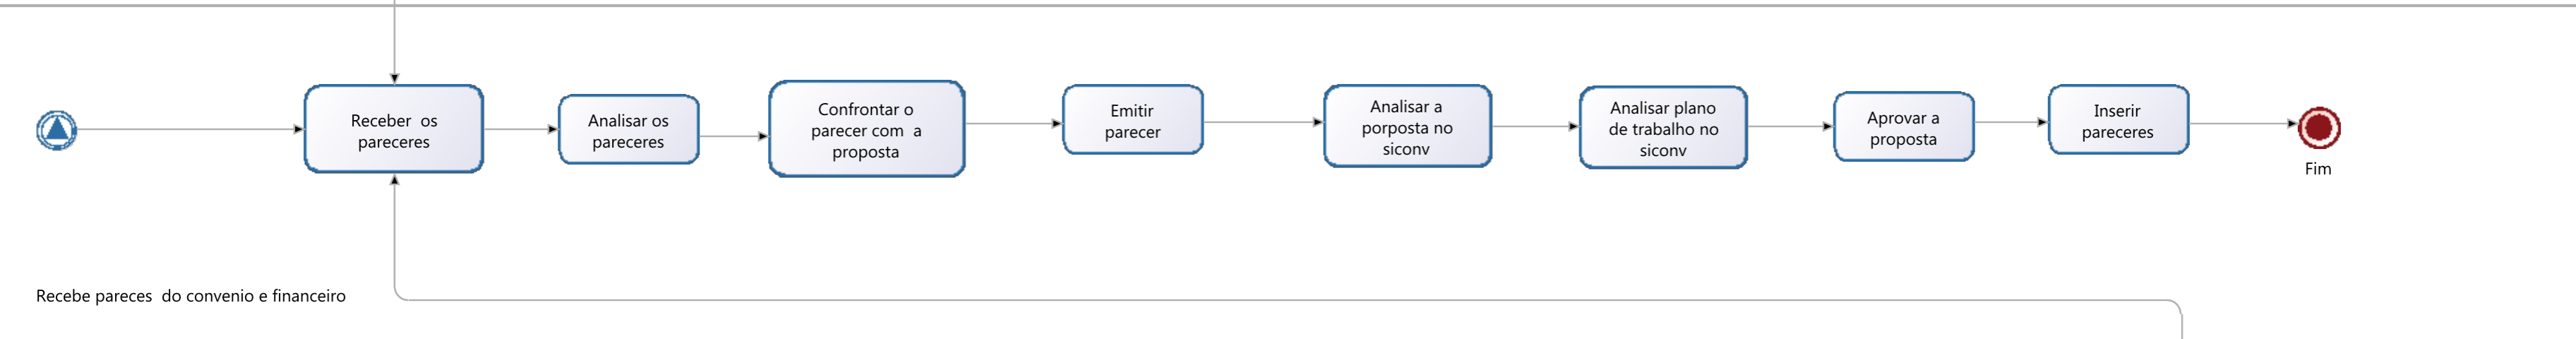 Receber os
pareceres
Analisar os
pareceres
Confrontar o
parecer com a
proposta
Emitir
parecer
Analisar a
porposta no
siconv
Analisar plano
de trabalho no
siconv
Aprovar a
proposta
Inserir
pareceres
Fim
Recebe pareces do convenio e financeiro